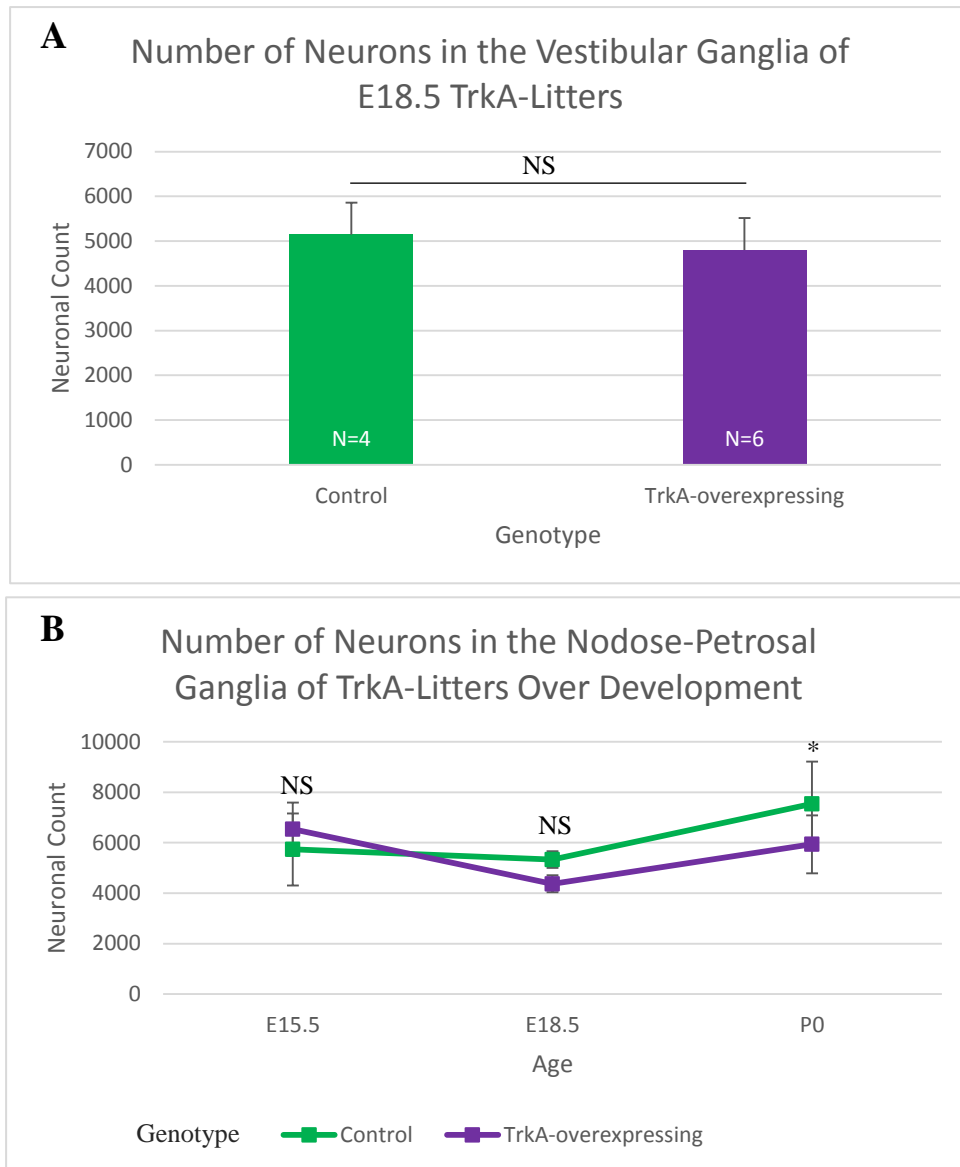 A
Number of Neurons in the Vestibular Ganglia of
E18.5 TrkA-Litters
7000
6000
5000
4000
3000
2000
1000
0
Neuronal Count
NS
N=4
N=6
Control
TrkA-overexpressing
Genotype
B
Number of Neurons in the Nodose-Petrosal
Ganglia of TrkA-Litters Over Development
10000
8000
6000
4000
2000
0
Neuronal Count
NS
NS
*
E15.5
E18.5
P0
Age
Genotype
Control
TrkA-overexpressing